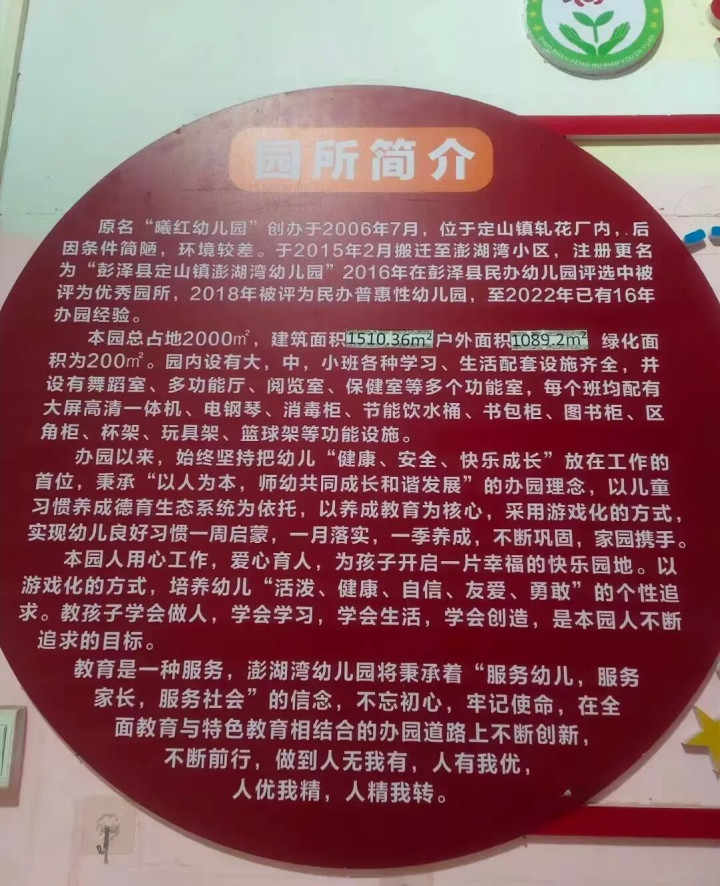 园所简介
原名“曦红幼儿园”创办于2006年7月，位于定山镇轧花厂内，后
因条件简陋，环境较差。于2015年2月搬迁至澎湖湾小区，注册更名
为“彭泽县定山镇澎湖湾幼儿园”2016年在彭泽县民办幼儿园评选中被
评为优秀园所，2018年被评为民办普惠性幼儿园，至2022年已有16年
办园经验。
本园总占地2000㎡，建筑面积1510.36m²户外面积1089.2m² 绿化面
积为200㎡。园内设有大，中，小班各种学习、生活配套设施齐全，并
设有舞蹈室、多功能厅、阅览室、保健室等多个功能室，每个班均配有
大屏高清一体机、电钢琴、消毒柜、节能饮水桶、书包柜、图书柜、区
角柜、杯架、玩具架、篮球架等功能设施。
办园以来，始终坚持把幼儿“健康、安全、快乐成长”放在工作的
首位，秉承“以人为本，师幼共同成长和谐发展”的办园理念，以儿童
习惯养成德育生态系统为依托，以养成教育为核心，采用游戏化的方式，
实现幼儿良好习惯一周启蒙，一月落实，一季养成，不断巩固，家园携手。
本园人用心工作，爱心育人，为孩子开启一片幸福的快乐园地。以
游戏化的方式，培养幼儿“活泼、健康、自信、友爱、勇敢”的个性追
求。教孩子学会做人，学会学习，学会生活，学会创造，是本园人不断
追求的目标。
教育是一种服务，澎湖湾幼儿园将秉承着“服务幼儿，服务
家长，服务社会”的信念，不忘初心，牢记使命，在全
面教育与特色教育相结合的办园道路上不断创新，
不断前行，做到人无我有，人有我优，
人优我精，人精我转。